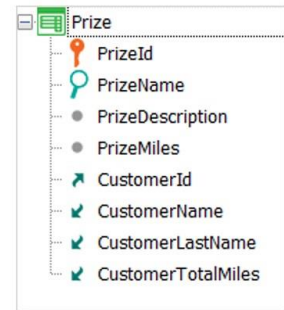 Prize
PrizeId
PrizeName
PrizeDescription
PrizeMiles
CustomerId
CustomerName
CustomerLastName
CustomerTotalMiles